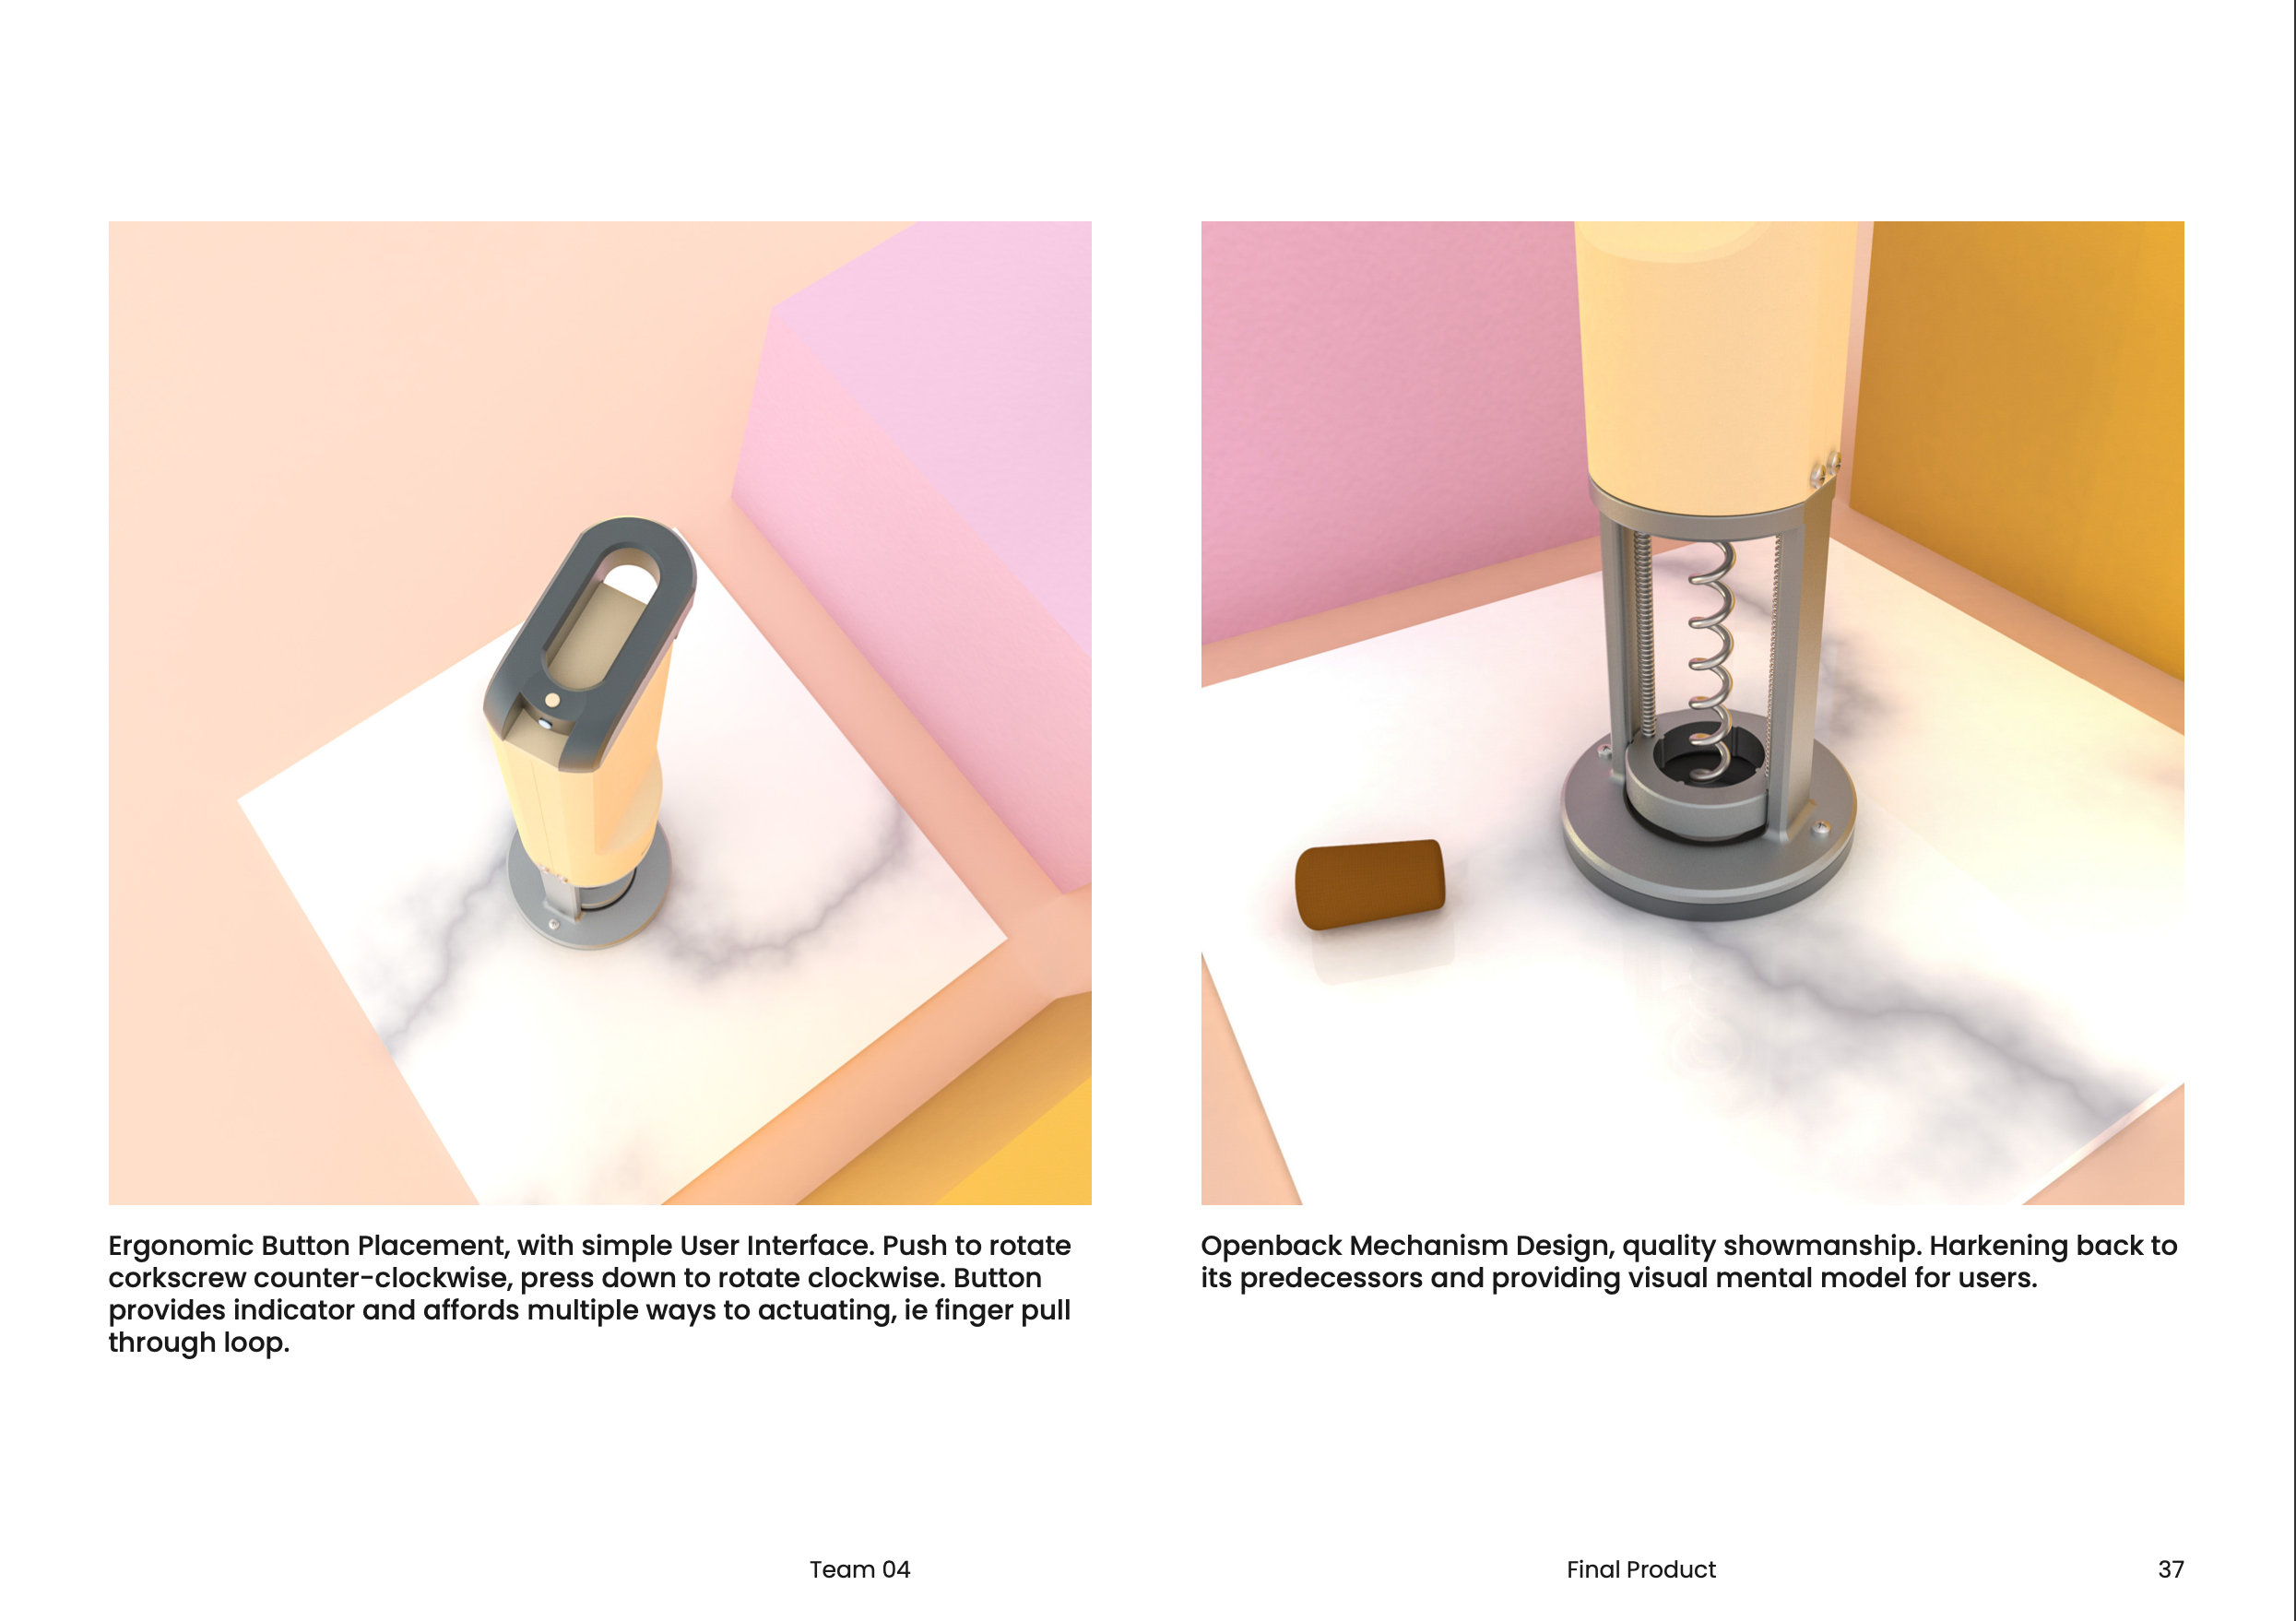 Ergonomic Button Placement, with simple User Interface. Push to rotate
corkscrew counter-clockwise, press down to rotate clockwise. Button
provides indicator and affords multiple ways to actuating, ie finger pull
through loop.
Openback Mechanism Design, quality showmanship. Harkening back to
its predecessors and providing visual mental model for users.
Team 04
Final Product
37